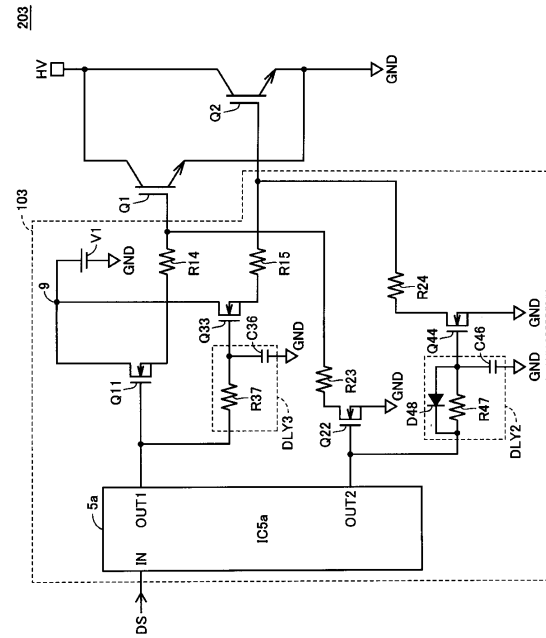 203
HV
103
Q2
Q1
V1
GND
GND
9
R14
R15
Q11
Q33
C36
R24
R37
GND
DLY3
R23
Q44
C46
GND
GND
Q22
GND
D48
R47
DLY2
5a
OUT1
OUT2
IN
IC5a
DS